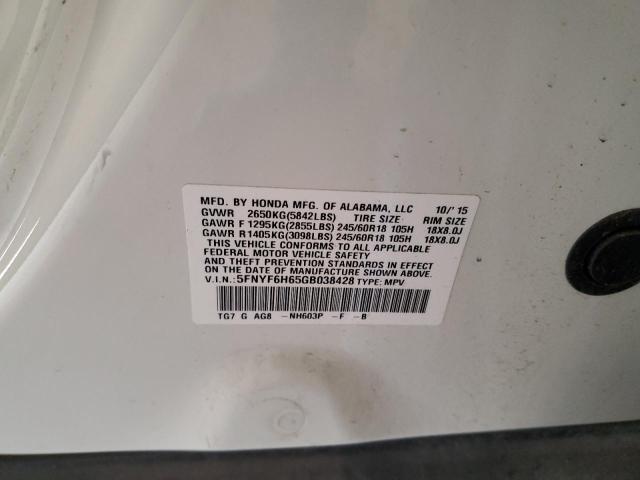 MFD. BY HONDA MFG. OF ALABAMA, LLC 10/'15
GVWR 2650KG(5842LBS) TIRE SIZE RIM SIZE
GAWR F 1295KG(2855LBS) 245/60R18 105H 18X8.0J
GAWR R1405KG(3098LBS) 245/60R18 105H 18X8.0J
THIS VEHICLE CONFORMS TO ALL APPLICABLE
FEDERAL MOTOR VEHICLE SAFETY
AND THEFT PREVENTION STANDARDS IN EFFECT
ON THE DATE OF MANUFACTURE SHOWN ABOVE.
V.I.N.:5FNYF6H65GB038428 TYPE: MPV
TG7 G AG8 -NH603P -F -B